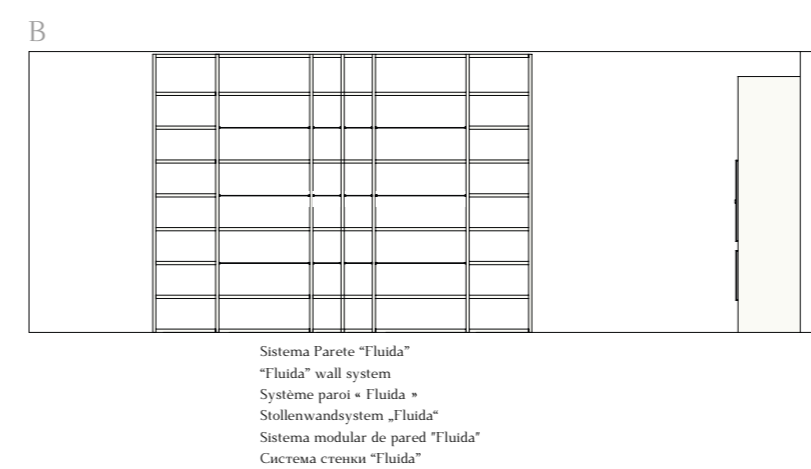 B
Sistema Parete “Fluida”
“Fluida” wall system
Système paroi « Fluida »
Stollenwandsystem „Fluida“
Sistema modular de pared "Fluida"
Система стенки “Fluida”